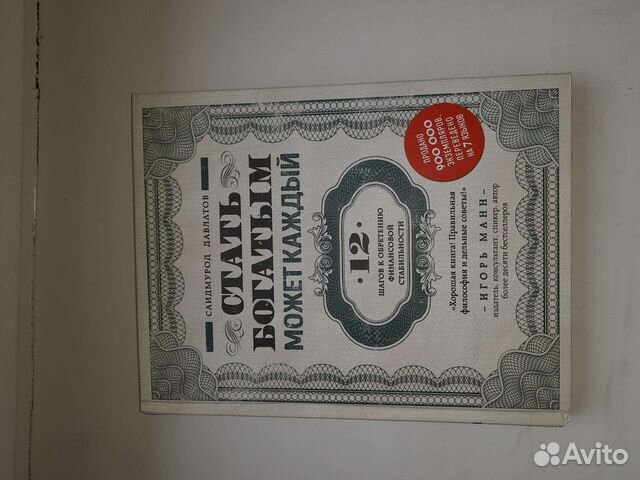 САИДМУРОД ДАВЛАТОВ
СТАТЬ
БОГАТЫМ
МОЖЕТ КАЖДЫЙ
·12·
ШАГОВ К ОБРЕТЕНИЮ
ФИНАНСОВОЙ
СТАБИЛЬНОСТИ
ПРОДАНО
900 000
ЭКЗЕМПЛЯРОВ.
ПЕРЕВЕДЕНО
НА 7 ЯЗЫКОВ
«Хорошая книга! Правильная
философия и дельные советы!»
– ИГОРЬ МАНН –
издатель, консультант, спикер, автор
более десяти бестселлеров
Avito